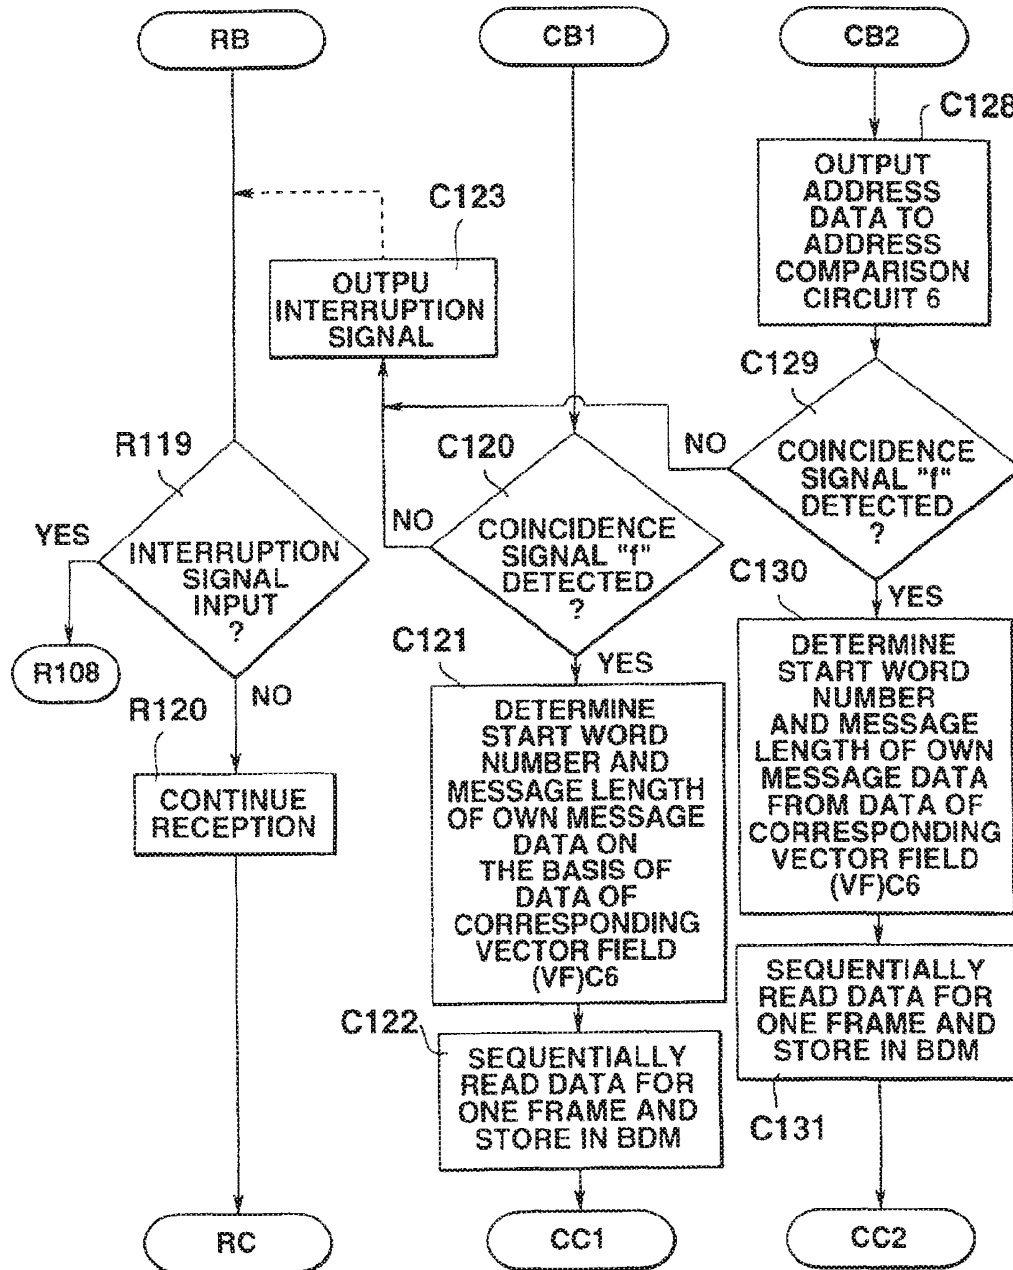 RB
CB1
CB2
C128
OUTPUT
ADDRESS
DATA TO
ADDRESS
COMPARISON
CIRCUIT 6
C123
OUTPU
INTERRUPTION
SIGNAL
C129
NO
COINCIDENCE
SIGNAL "f"
DETECTED
?
R119
YES
INTERRUPTION
SIGNAL
INPUT
?
C120
NO
COINCIDENCE
SIGNAL "f"
DETECTED
?
R108
NO
C121
YES
C130
YES
R120
CONTINUE
RECEPTION
DETERMINE
START WORD
NUMBER AND
MESSAGE LENGTH
OF OWN MESSAGE
DATA ON
THE BASIS OF
DATA OF
CORRESPONDING
VECTOR FIELD
(VF)C6
DETERMINE
START WORD
NUMBER
AND MESSAGE
LENGTH OF OWN
MESSAGE DATA
FROM DATA OF
CORRESPONDING
VECTOR FIELD
(VF)C6
C122
SEQUENTIALLY
READ DATA FOR
ONE FRAME AND
STORE IN BDM
SEQUENTIALLY
READ DATA FOR
ONE FRAME AND
STORE IN BDM
C131
RC
CC1
CC2